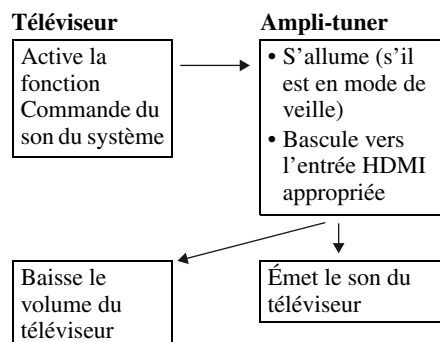 Téléviseur
Active la
fonction
Commande du
son du système
Ampli-tuner
• S’allume (s’il
est en mode de
veille)
• Bascule vers
l’entrée HDMI
appropriée
Baisse le
volume du
téléviseur
Émet le son du
téléviseur